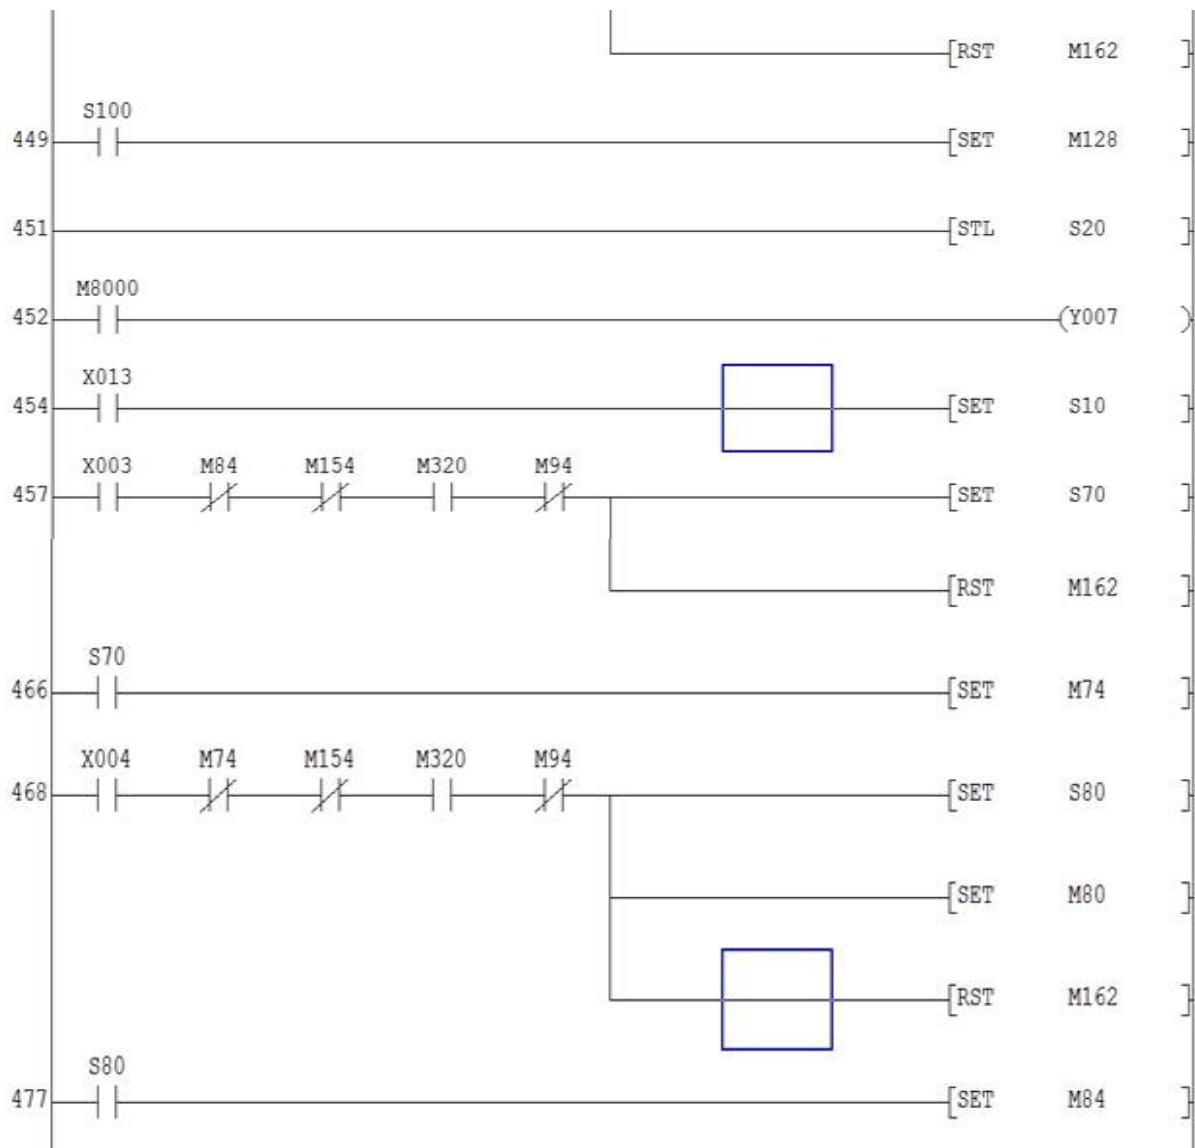 [RST M162 ]
S100
449 [SET M128 ]
451 [STL S20 ]
M8000
452 (Y007 )
X013
454 [SET S10 ]
X003 M84 M154 M320 M94
457 [SET S70 ]
[RST M162 ]
S70
466 [SET M74 ]
X004 M74 M154 M320 M94
468 [SET S80 ]
[SET M80 ]
[RST M162 ]
S80
477 [SET M84 ]